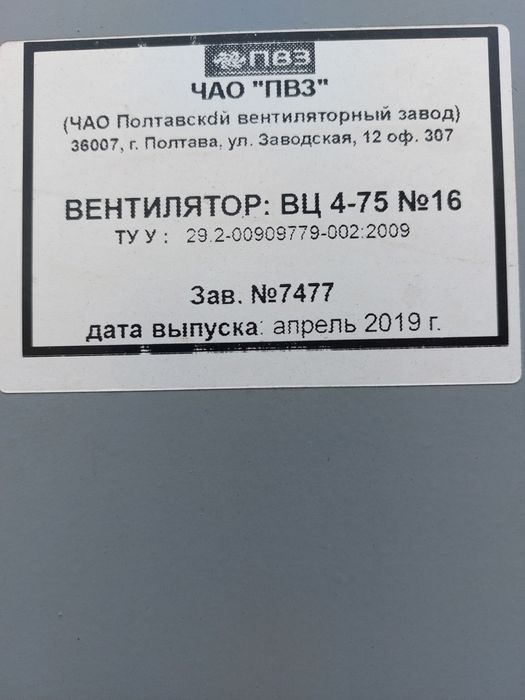 ПВЗ
ЧАО "ПВЗ"
(ЧАО Полтавский вентиляторный завод)
36007, г. Полтава, ул. Заводская, 12 оф. 307
ВЕНТИЛЯТОР: ВЦ 4-75 №16
ТУ У : 29.2-00909779-002:2009
Зав. №7477
дата выпуска: апрель 2019 г.